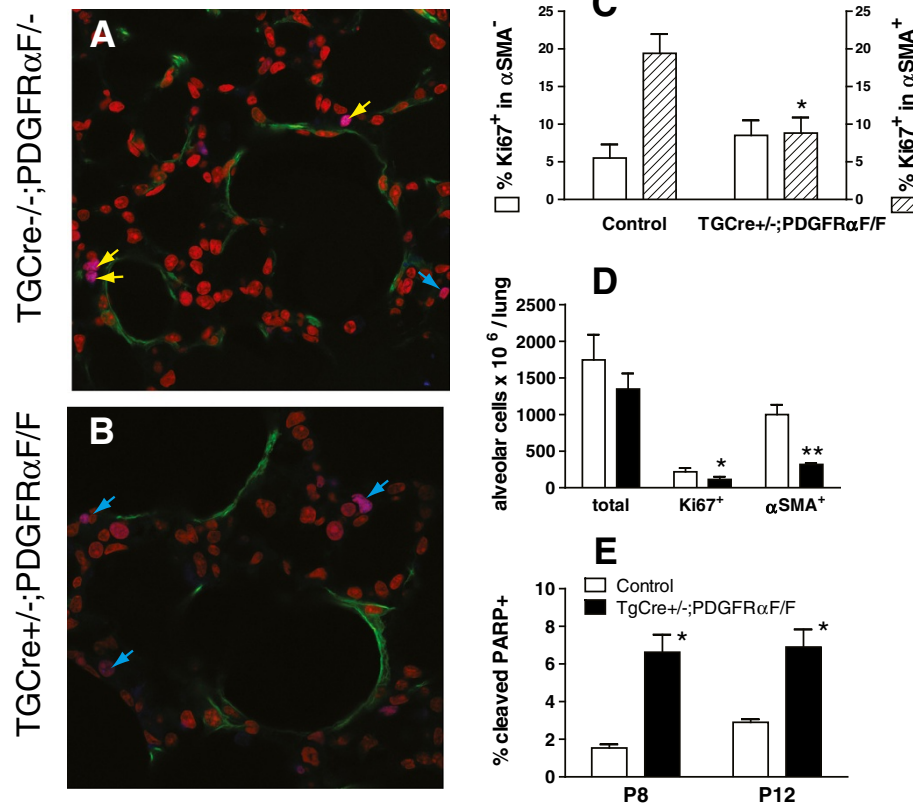 TGCre-/-;PDGFRαF/-
A
TGCre+/-;PDGFRαF/F
B
C
% Ki67⁺ in αSMA⁻
25
20
15
10
5
0
*
25
20
15
10
5
0
% Ki67⁺ in αSMA⁺
Control
TGCre+/-;PDGFRαF/F
D
alveolar cells x 10⁶ / lung
2500
2000
1500
1000
500
0
*
**
total
Ki67⁺
αSMA⁺
E
% cleaved PARP+
10
8
6
4
2
0
Control
TgCre+/-;PDGFRαF/F
*
*
P8
P12